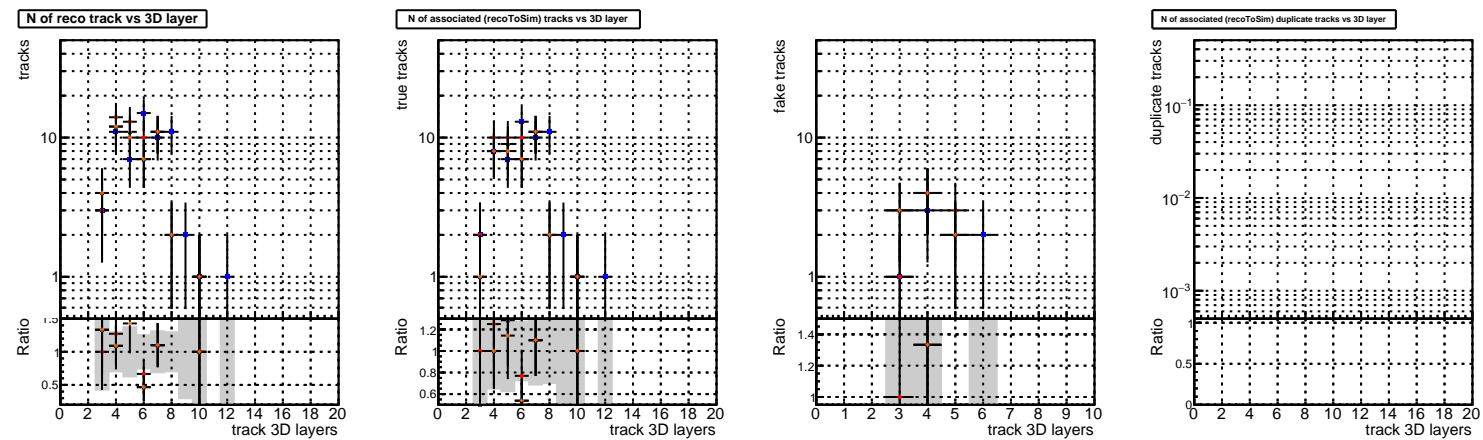 N of reco track vs 3D layer
tracks
10
1
Ratio
1.5
1
0.5
0 2 4 6 8 10 12 14 16 18 20
track 3D layers
N of associated (recoToSim) tracks vs 3D layer
true tracks
10
1
Ratio
1.2
1
0.8
0.6
0 2 4 6 8 10 12 14 16 18 20
track 3D layers
fake tracks
10
1
Ratio
1.4
1.2
1
0 1 2 3 4 5 6 7 8 9 10
track 3D layers
N of associated (recoToSim) duplicate tracks vs 3D layer
duplicate tracks
10⁻¹
10⁻²
10⁻³
Ratio
1
0.5
0
0 2 4 6 8 10 12 14 16 18 20
track 3D layers